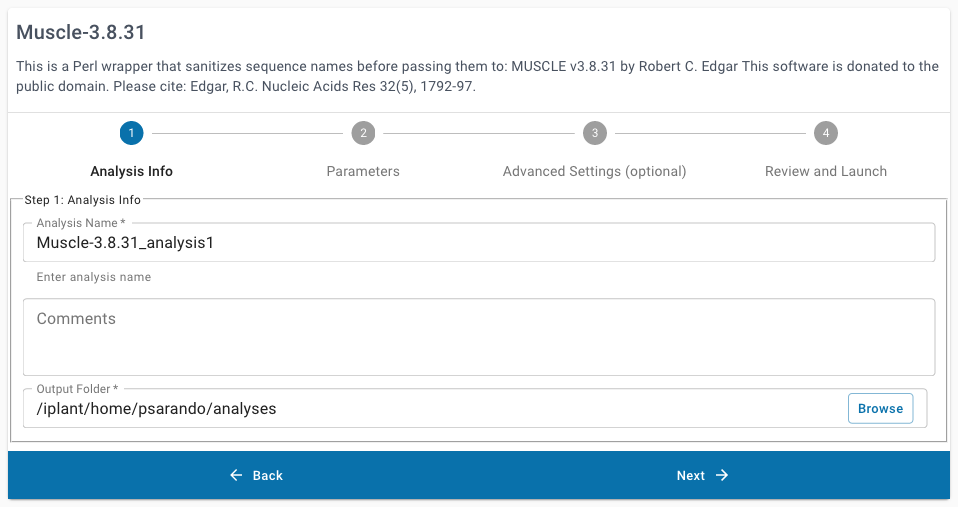 Muscle-3.8.31
This is a Perl wrapper that sanitizes sequence names before passing them to: MUSCLE v3.8.31 by Robert C. Edgar This software is donated to the
public domain. Please cite: Edgar, R.C. Nucleic Acids Res 32(5), 1792-97.
1 2 3 4
Analysis Info Parameters Advanced Settings (optional) Review and Launch
Step 1: Analysis Info
Analysis Name *
Muscle-3.8.31_analysis1
Enter analysis name
Comments
Output Folder *
/iplant/home/psarando/analyses Browse
Back Next